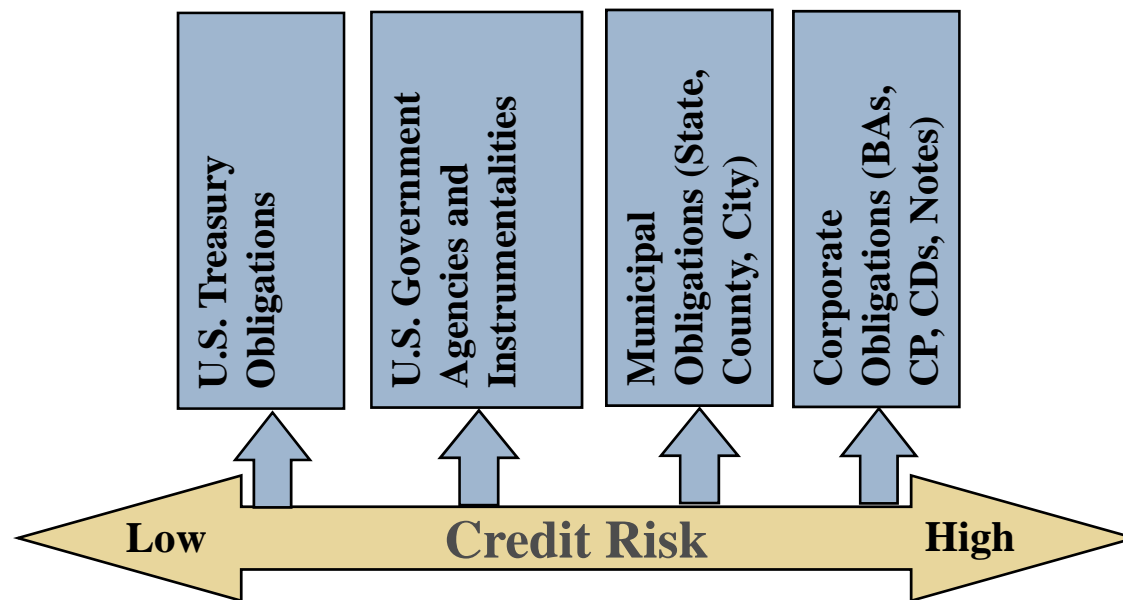 U.S. Treasury
Obligations
U.S. Government
Agencies and
Instrumentalities
Municipal
Obligations (State,
County, City)
Corporate
Obligations (BAs,
CP, CDs, Notes)
Low
Credit Risk
High